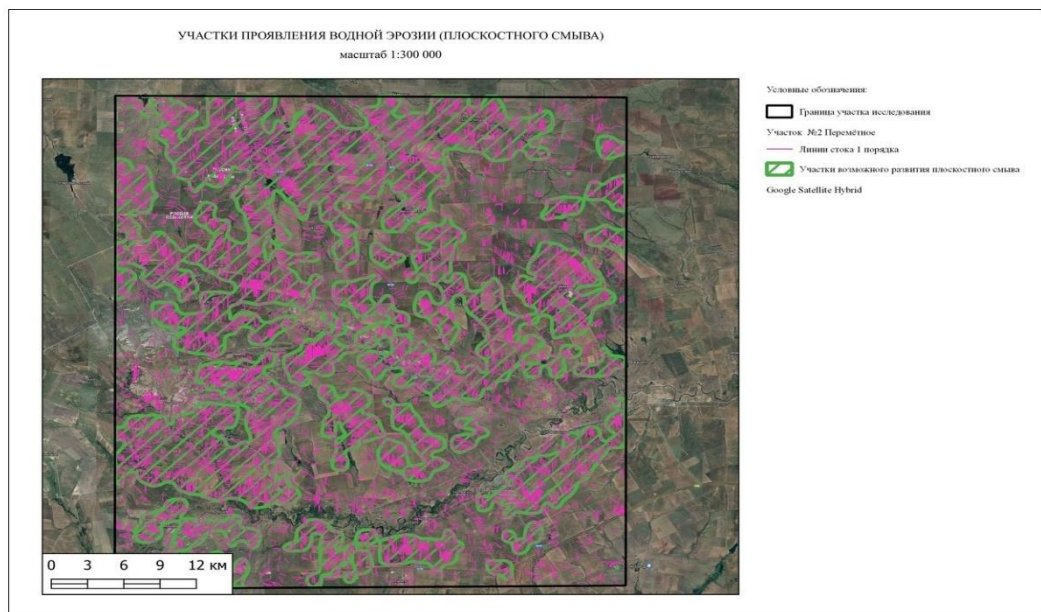 УЧАСТКИ ПРОЯВЛЕНИЯ ВОДНОЙ ЭРОЗИИ (ПЛОСКОСТНОГО СМЫВА)
масштаб 1:300 000
Условные обозначения:
Граница участка исследования
Участок №2 Перемётное
Линии стока 1 порядка
Участки возможного развития плоскостного смыва
Google Satellite Hybrid
0 3 6 9 12 км